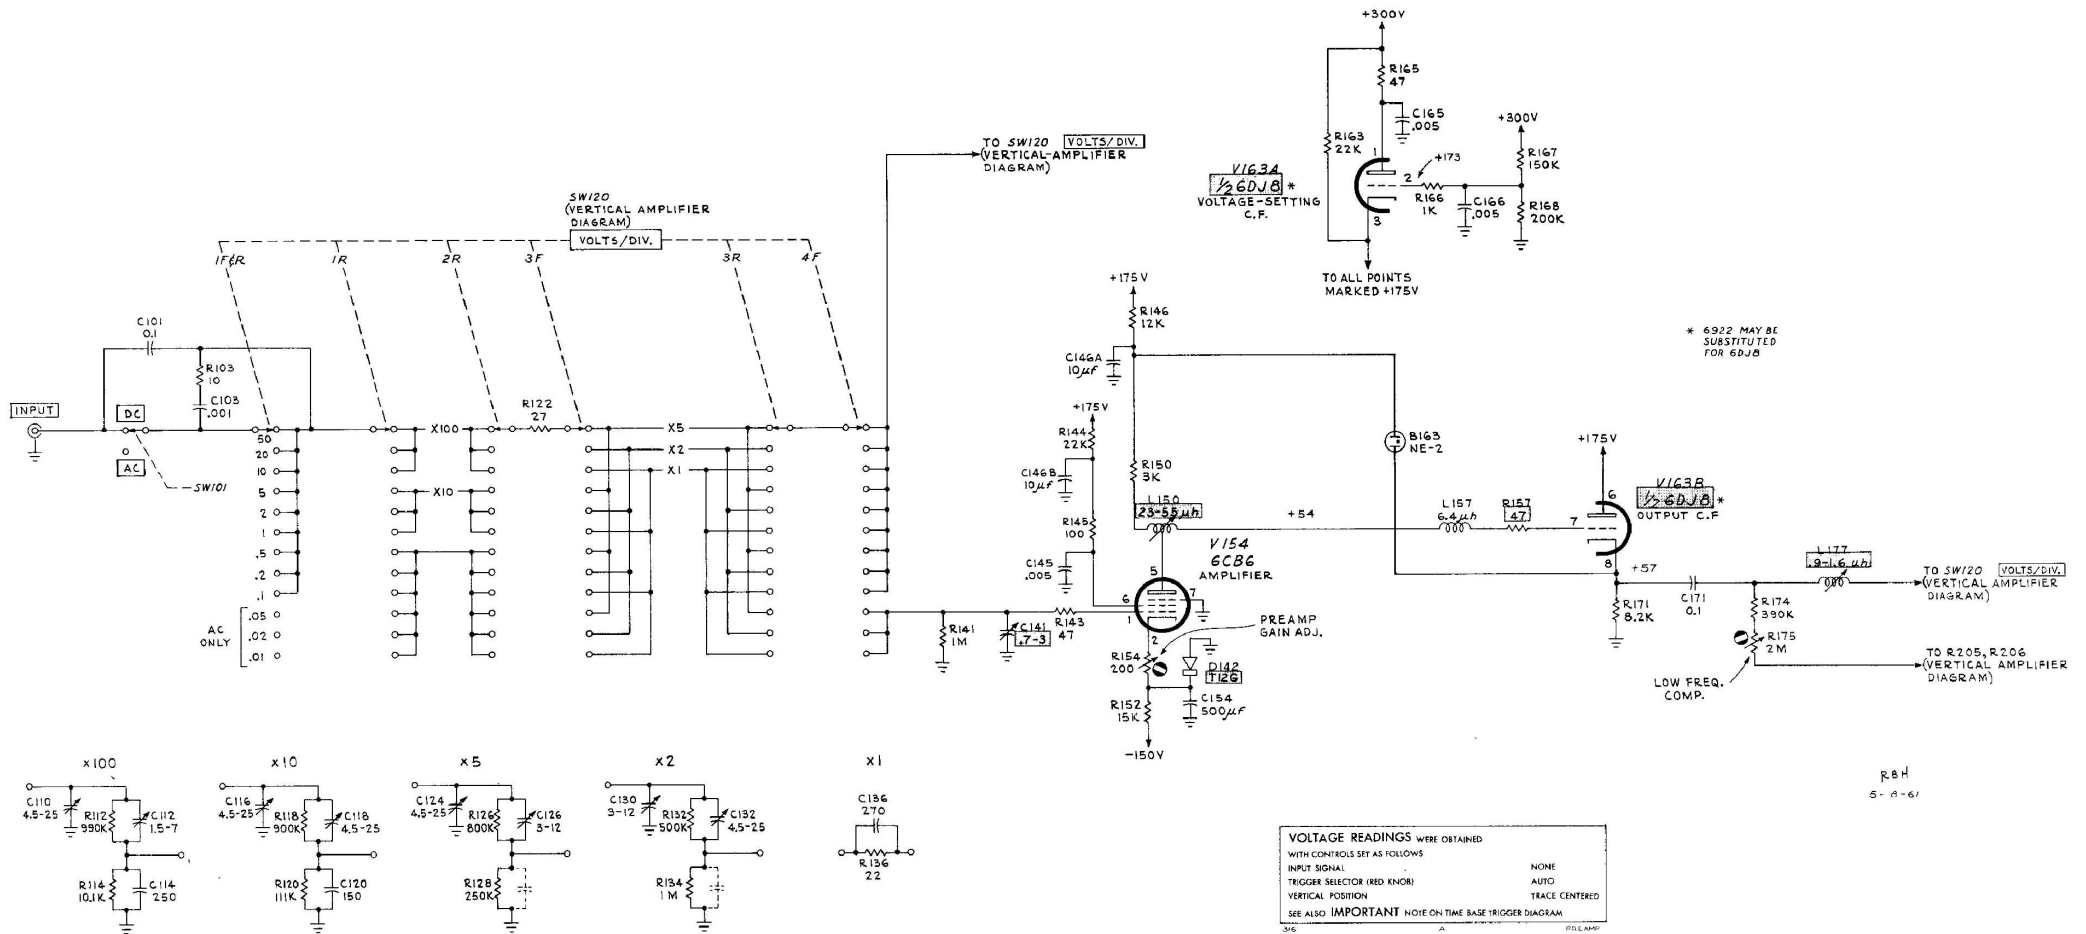 +300V
R165
47
C165
.005
R163
22K
+300V
R167
150K
+173
1
2
3
R166
1K
C166
.005
R168
200K
V163A
1/2 6DJ8 *
VOLTAGE-SETTING
C.F.
TO ALL POINTS
MARKED +175V
TO SW120 VOLTS/DIV.
(VERTICAL-AMPLIFIER
DIAGRAM)
SW120
(VERTICAL AMPLIFIER
DIAGRAM)
VOLTS/DIV.
1F&R
1R
2R
3F
3R
4F
C101
0.1
R103
10
C103
.001
INPUT
DC
AC
SW101
50
20
10
5
2
1
.5
.2
.1
.05
.02
.01
AC
ONLY
X100
X10
R122
27
X5
X2
X1
+175V
R146
12K
C146A
10µf
+175V
R144
22K
C146B
10µf
R150
3K
L150
23-55µh
R145
100
C145
.005
+54
V154
6CB6
AMPLIFIER
5
6
7
1
2
R141
1M
C141
.7-3
R143
47
R154
200
PREAMP
GAIN ADJ.
D142
T12G
C154
500µf
R152
15K
-150V
B163
NE-2
L157
6.4µh
R157
47
+175V
6
7
8
V163B
1/2 6DJ8 *
OUTPUT C.F
+57
R171
8.2K
C171
0.1
L177
.9-1.6µh
R174
390K
R175
2M
LOW FREQ.
COMP.
TO SW120 VOLTS/DIV.
(VERTICAL AMPLIFIER
DIAGRAM)
TO R205, R206
(VERTICAL AMPLIFIER
DIAGRAM)
* 6922 MAY BE
SUBSTITUTED
FOR 6DJ8
X100
C110
4.5-25
R112
990K
C112
1.5-7
R114
10.1K
C114
250
X10
C116
4.5-25
R118
900K
C118
4.5-25
R120
111K
C120
150
X5
C124
4.5-25
R126
800K
C126
3-12
R128
250K
X2
C130
3-12
R132
500K
C132
4.5-25
R134
1M
X1
C136
270
R136
22
RBH
VOLTAGE READINGS WERE OBTAINED
WITH CONTROLS SET AS FOLLOWS
INPUT SIGNAL NONE
TRIGGER SELECTOR (RED KNOB) AUTO
VERTICAL POSITION TRACE CENTERED
SEE ALSO IMPORTANT NOTE ON TIME BASE TRIGGER DIAGRAM
316 A PREAMP